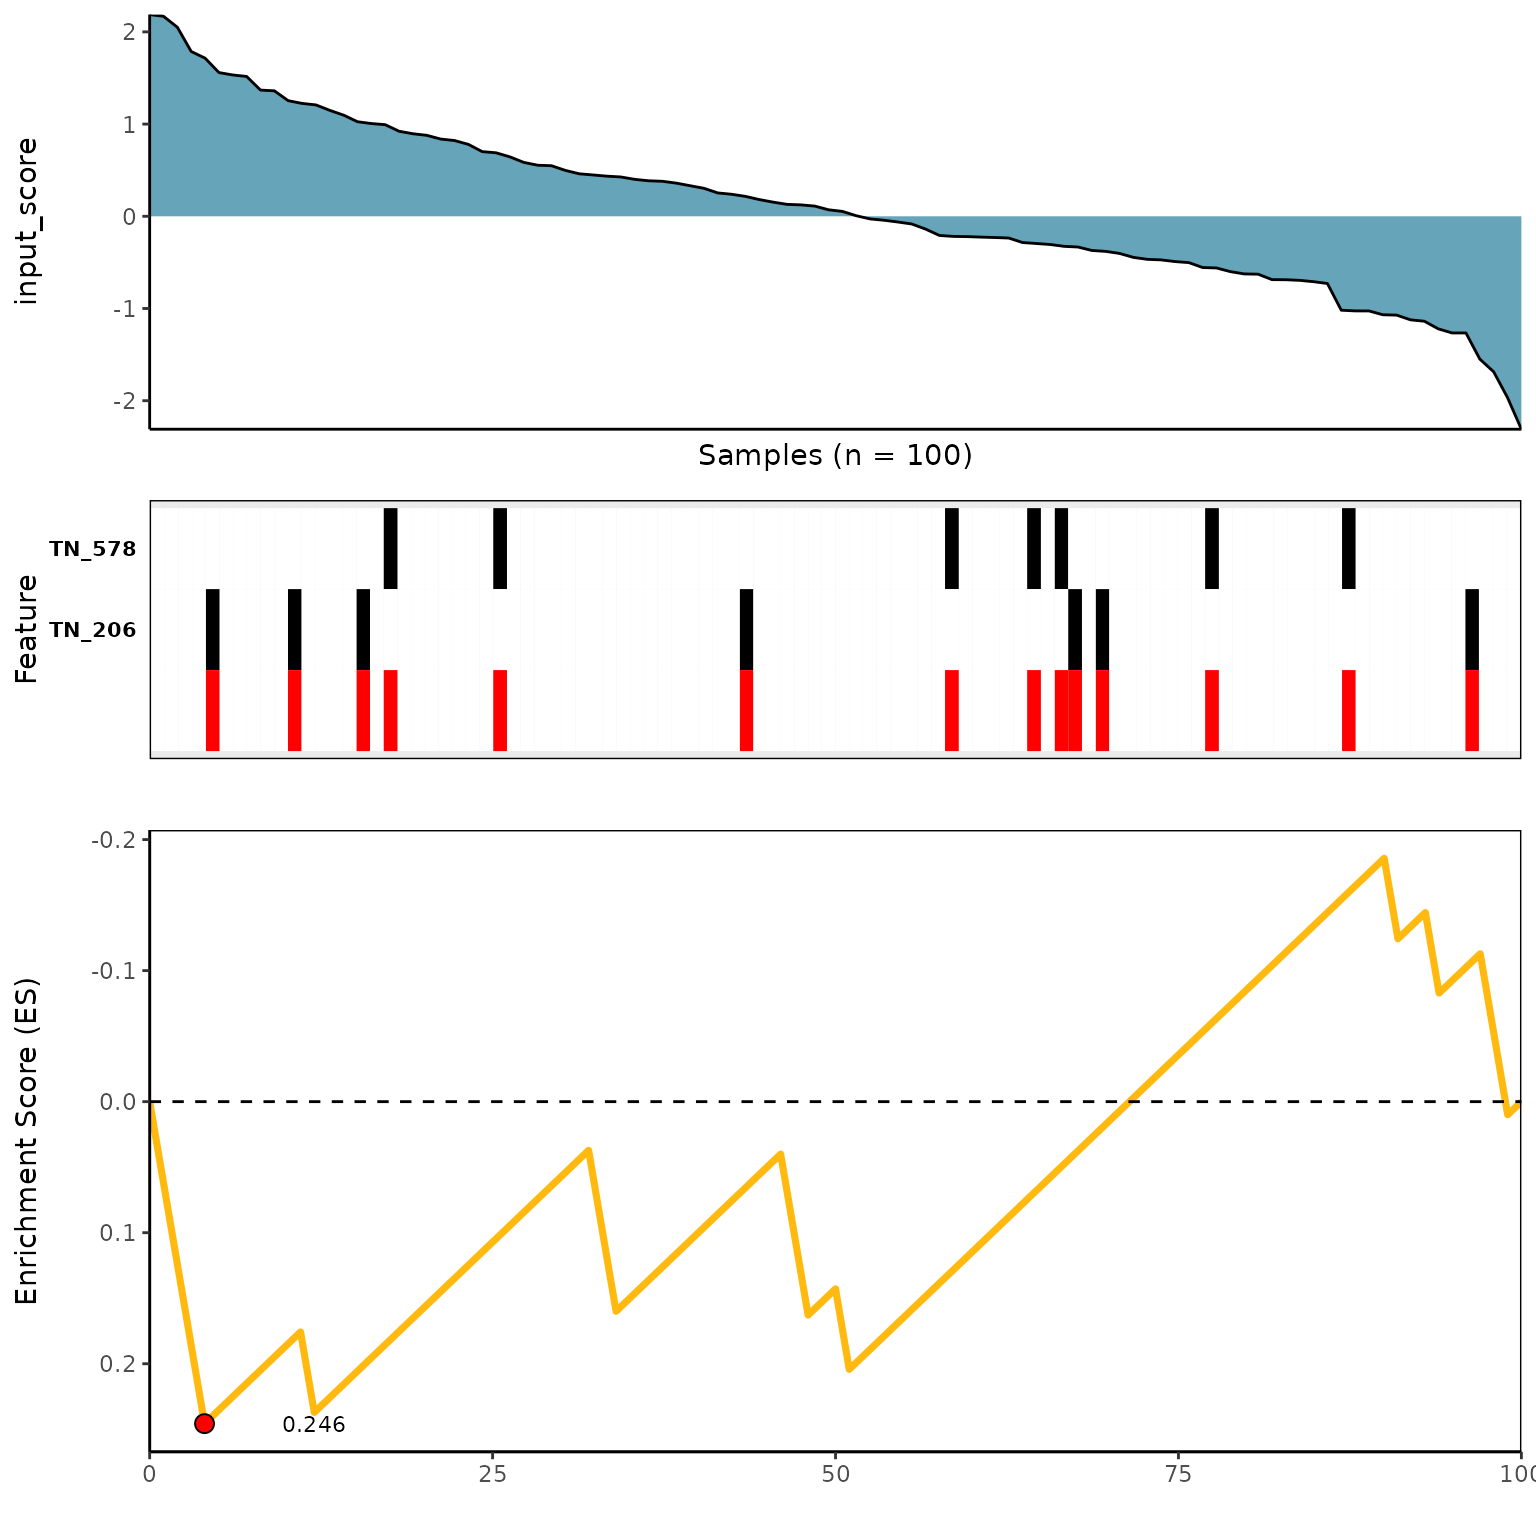 input_score
2
1
0
-1
-2
Samples (n = 100)
Feature
TN_578
TN_206
Enrichment Score (ES)
-0.2
-0.1
0.0
0.1
0.2
0.246
0 25 50 75 100